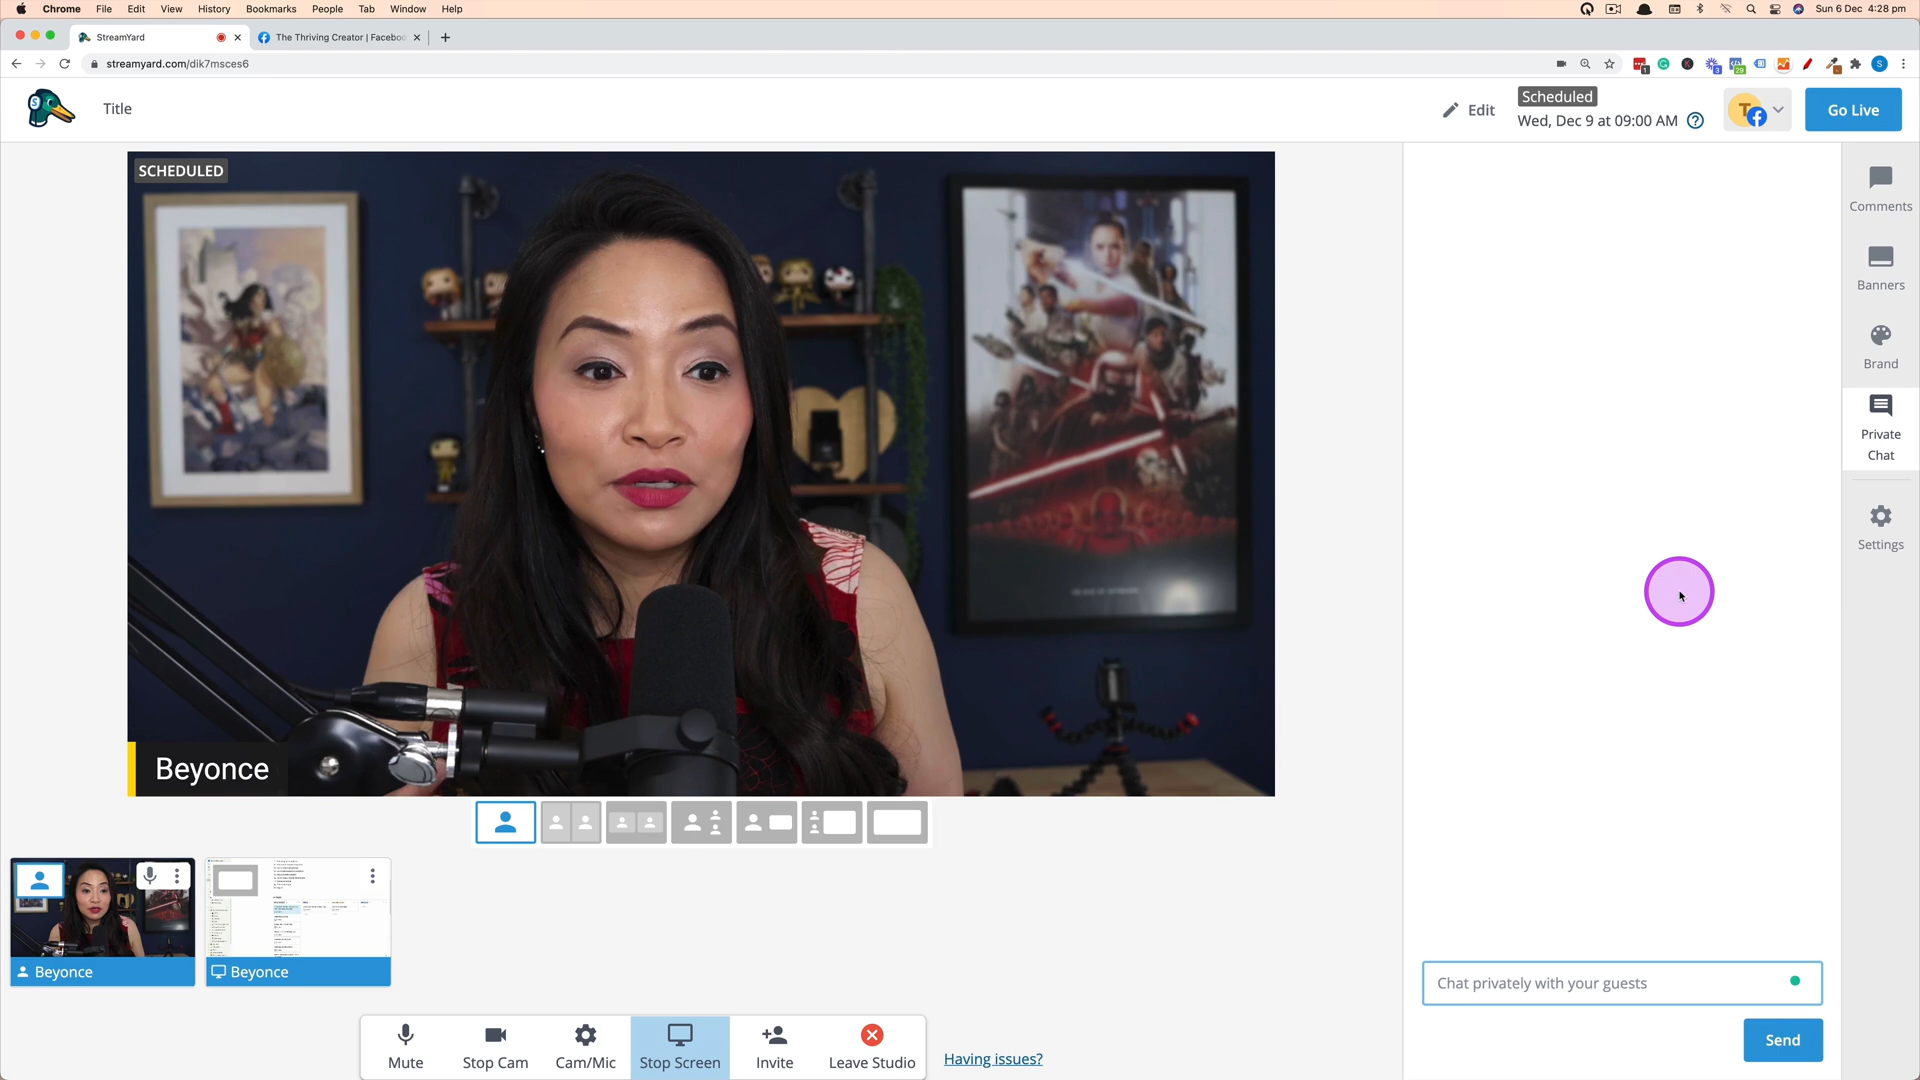 Chrome File Edit View History Bookmarks People Tab Window Help
Sun 6 Dec 4:28 pm
StreamYard
The Thriving Creator | Facebo
streamyard.com/dik7msces6
Title
Edit
Scheduled
Wed, Dec 9 at 09:00 AM
T
Go Live
SCHEDULED
Comments
Banners
Brand
Private
Chat
Settings
Beyonce
Beyonce
Beyonce
Chat privately with your guests
Send
Mute
Stop Cam
Cam/Mic
Stop Screen
Invite
Leave Studio
Having issues?